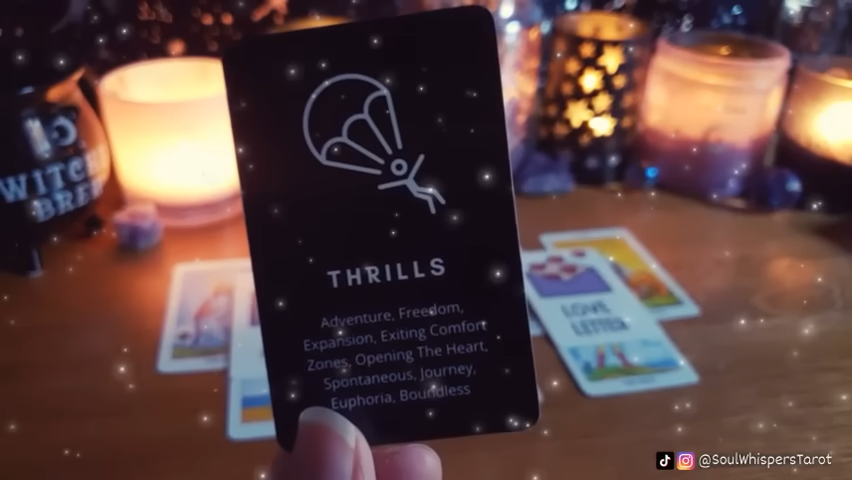 WITCH
BREW
THRILLS
Adventure, Freedom,
Expansion, Exiting Comfort
Zones, Opening The Heart,
Spontaneous, Journey,
Euphoria, Boundless
LOVE
LETTER
@SoulWhispersTarot